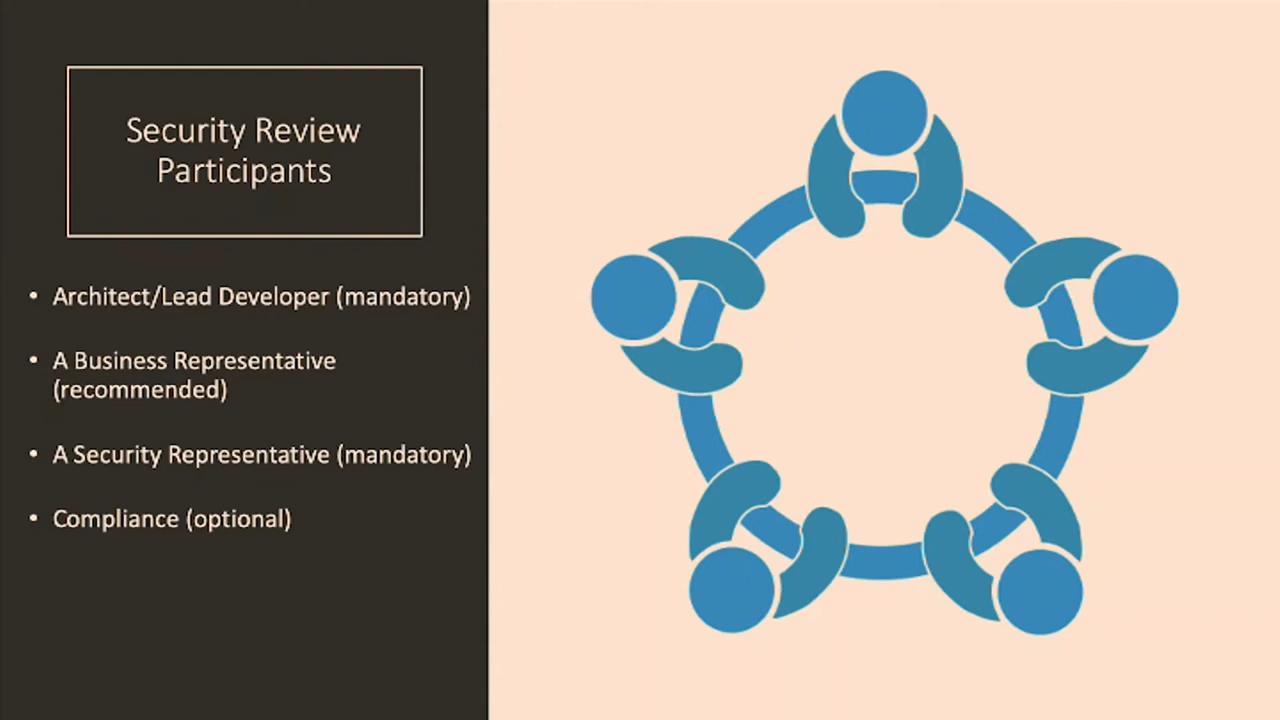 Security Review
Participants
• Architect/Lead Developer (mandatory)
• A Business Representative
(recommended)
• A Security Representative (mandatory)
• Compliance (optional)